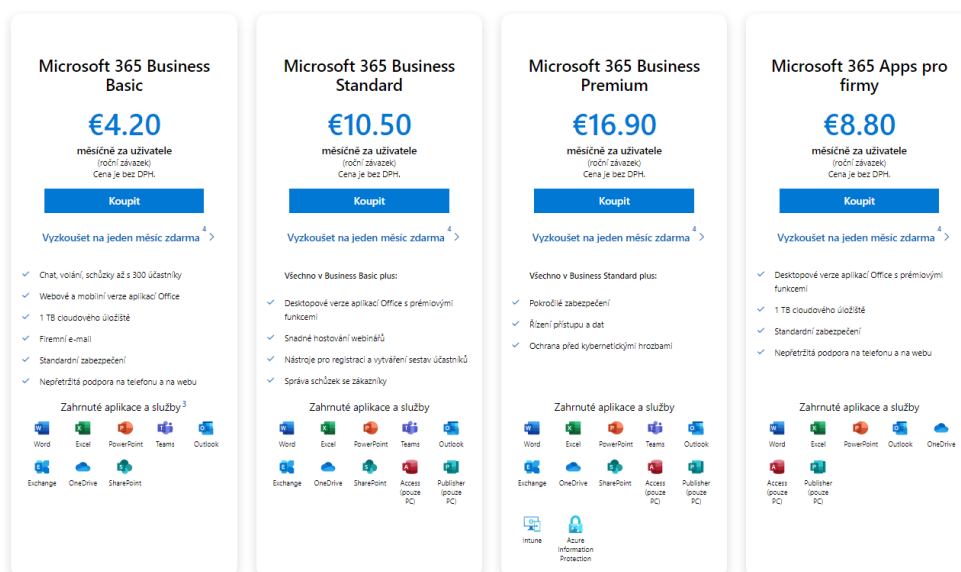 Microsoft 365 Business
Basic
€4.20
měsíčně za uživatele
(roční závazek)
Cena je bez DPH.
Koupit
Vyzkoušet na jeden měsíc zdarma 4
Chat, volání, schůzky až s 300 účastníky
Webové a mobilní verze aplikací Office
1 TB cloudového úložiště
Firemní e-mail
Standardní zabezpečení
Nepřetržitá podpora na telefonu a na webu
Zahrnuté aplikace a služby 3
Word Excel PowerPoint Teams Outlook
Exchange OneDrive SharePoint
Microsoft 365 Business
Standard
€10.50
měsíčně za uživatele
(roční závazek)
Cena je bez DPH.
Koupit
Vyzkoušet na jeden měsíc zdarma 4
Všechno v Business Basic plus:
Desktopové verze aplikací Office s prémiovými
funkcemi
Snadné hostování webinářů
Nástroje pro registraci a vytváření sestav účastníků
Správa schůzek se zákazníky
Zahrnuté aplikace a služby
Word Excel PowerPoint Teams Outlook
Exchange OneDrive SharePoint Access Publisher
(pouze (pouze
PC) PC)
Microsoft 365 Business
Premium
€16.90
měsíčně za uživatele
(roční závazek)
Cena je bez DPH.
Koupit
Vyzkoušet na jeden měsíc zdarma 4
Všechno v Business Standard plus:
Pokročilé zabezpečení
Řízení přístupu a dat
Ochrana před kybernetickými hrozbami
Zahrnuté aplikace a služby
Word Excel PowerPoint Teams Outlook
Exchange OneDrive SharePoint Access Publisher
(pouze (pouze
PC) PC)
Intune Azure
Information
Protection
Microsoft 365 Apps pro
firmy
€8.80
měsíčně za uživatele
(roční závazek)
Cena je bez DPH.
Koupit
Vyzkoušet na jeden měsíc zdarma 4
Desktopové verze aplikací Office s prémiovými
funkcemi
1 TB cloudového úložiště
Standardní zabezpečení
Nepřetržitá podpora na telefonu a na webu
Zahrnuté aplikace a služby
Word Excel PowerPoint Outlook OneDrive
Access Publisher
(pouze (pouze
PC) PC)